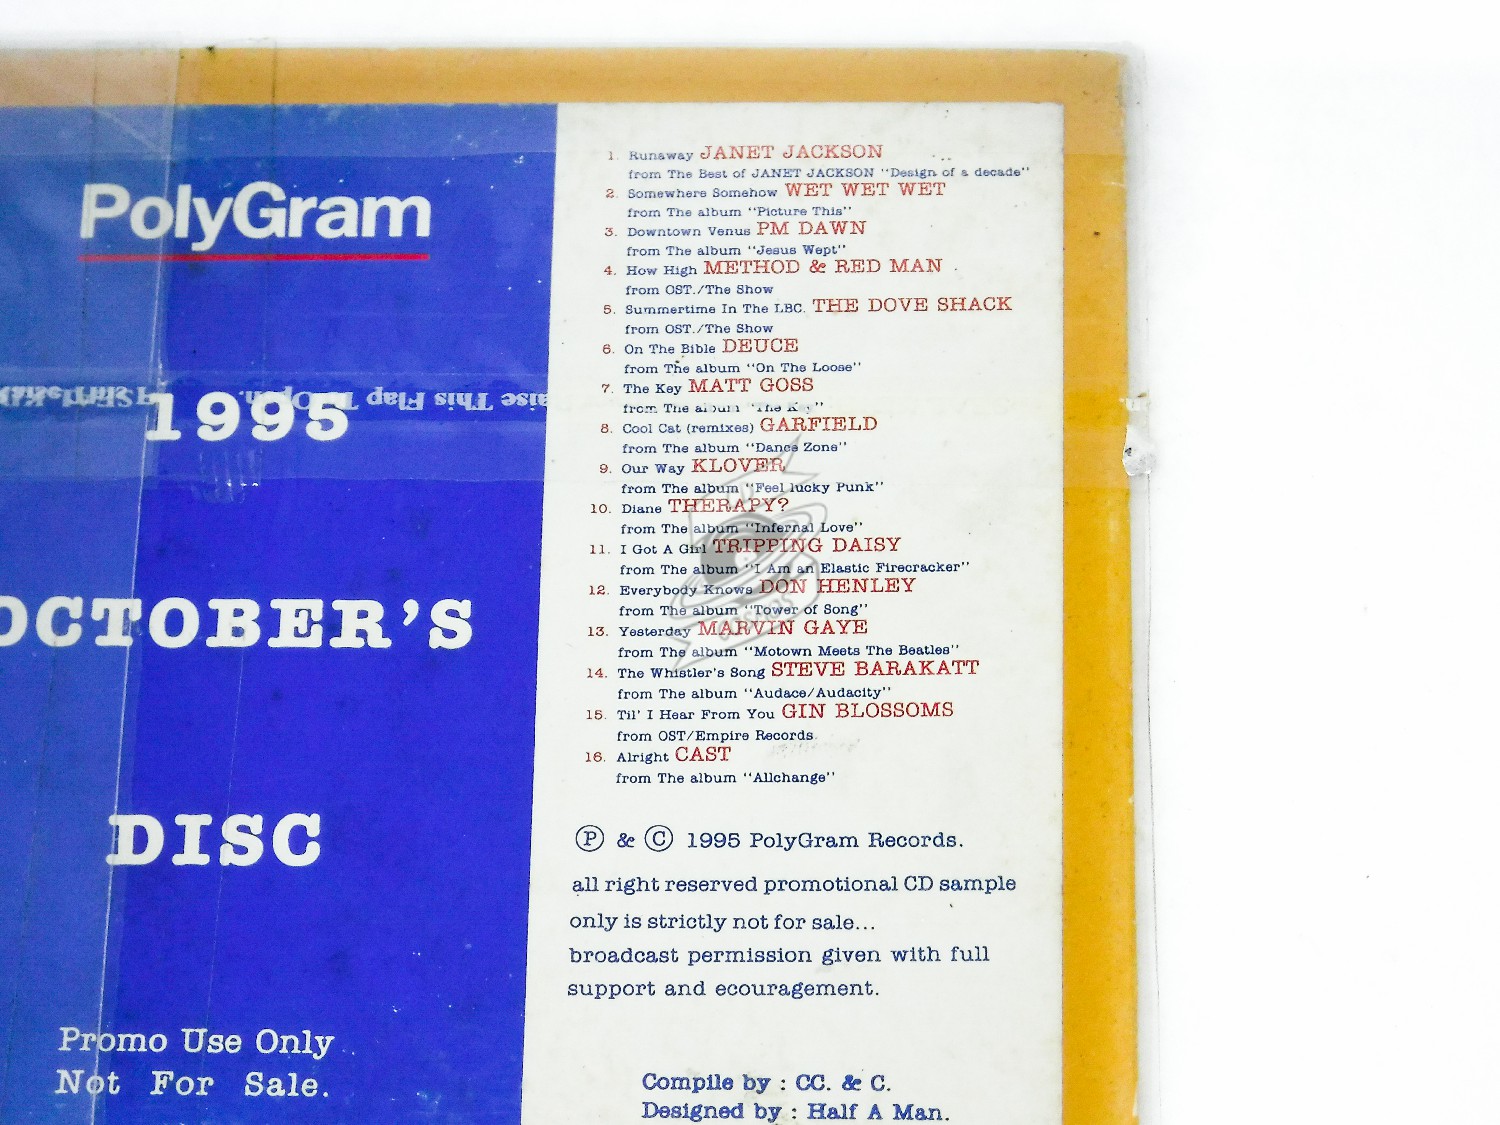 PolyGram
1995
OCTOBER'S
DISC
Promo Use Only
Not For Sale.
1. Runaway JANET JACKSON
from The Best of JANET JACKSON "Design of a decade"
2. Somewhere Somehow WET WET WET
from The album "Picture This"
3. Downtown Venus PM DAWN
from The album "Jesus Wept"
4. How High METHOD & RED MAN
from OST./The Show
5. Summertime In The LBC. THE DOVE SHACK
from OST./The Show
6. On The Bible DEUCE
from The album "On The Loose"
7. The Key MATT GOSS
from The album "The Key"
8. Cool Cat (remixes) GARFIELD
from The album "Dance Zone"
9. Our Way KLOVER
from The album "Feel lucky Punk"
10. Diane THERAPY?
from The album "Infernal Love"
11. I Got A Girl TRIPPING DAISY
from The album "I Am an Elastic Firecracker"
12. Everybody Knows DON HENLEY
from The album "Tower of Song"
13. Yesterday MARVIN GAYE
from The album "Motown Meets The Beatles"
14. The Whistler's Song STEVE BARAKATT
from The album "Audace/Audacity"
15. Til' I Hear From You GIN BLOSSOMS
from OST/Empire Records
16. Alright CAST
from The album "Allchange"
Ⓟ & © 1995 PolyGram Records.
all right reserved promotional CD sample
only is strictly not for sale...
broadcast permission given with full
support and ecouragement.
Compile by : CC. & C.
Designed by : Half A Man.
This Flap To Open.